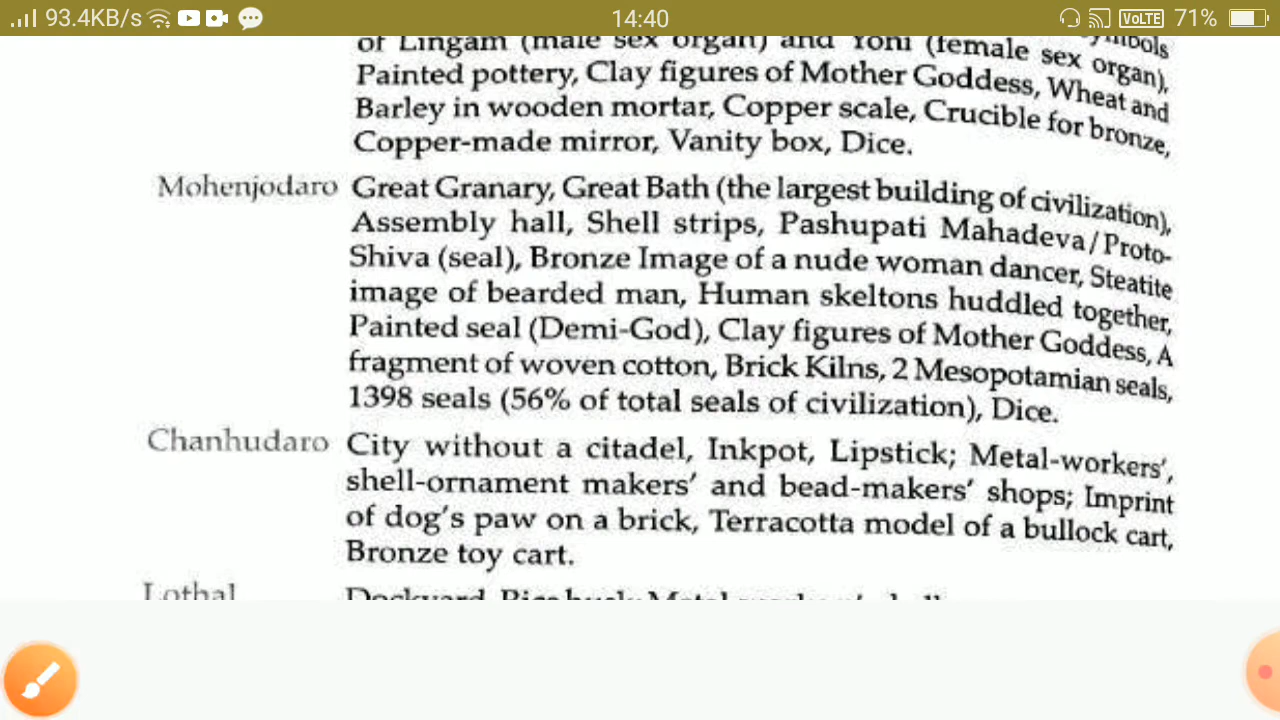 93.4KB/s 14:40 VoLTE 71%
of Lingam (male sex organ) and Yoni (female sex organ),
Painted pottery, Clay figures of Mother Goddess, Wheat and
Barley in wooden mortar, Copper scale, Crucible for bronze,
Copper-made mirror, Vanity box, Dice.
Mohenjodaro Great Granary, Great Bath (the largest building of civilization),
Assembly hall, Shell strips, Pashupati Mahadeva/Proto-
Shiva (seal), Bronze Image of a nude woman dancer, Steatite
image of bearded man, Human skeltons huddled together,
Painted seal (Demi-God), Clay figures of Mother Goddess, A
fragment of woven cotton, Brick Kilns, 2 Mesopotamian seals,
1398 seals (56% of total seals of civilization), Dice.
Chanhudaro City without a citadel, Inkpot, Lipstick; Metal-workers',
shell-ornament makers' and bead-makers' shops; Imprint
of dog's paw on a brick, Terracotta model of a bullock cart,
Bronze toy cart.
Lothal Dockyard,